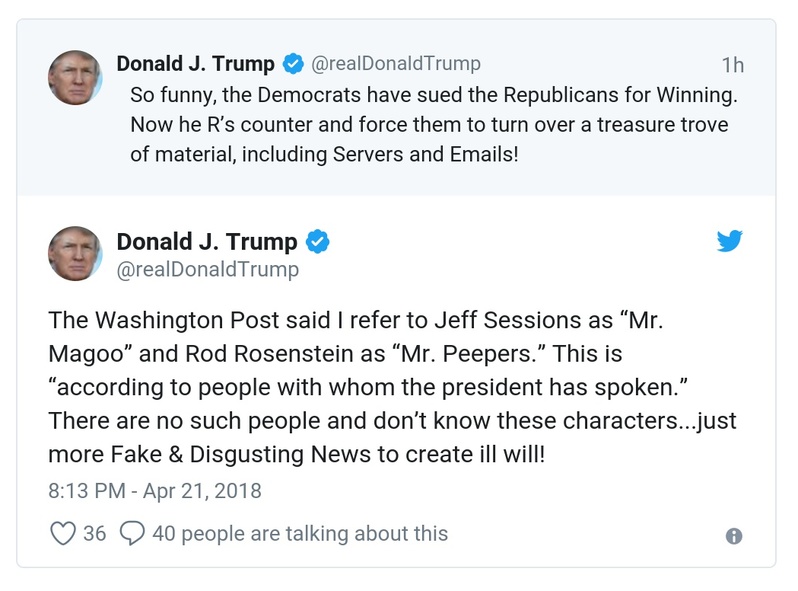 Donald J. Trump @realDonaldTrump 1h
So funny, the Democrats have sued the Republicans for Winning.
Now he R’s counter and force them to turn over a treasure trove
of material, including Servers and Emails!
Donald J. Trump
@realDonaldTrump
The Washington Post said I refer to Jeff Sessions as “Mr.
Magoo” and Rod Rosenstein as “Mr. Peepers.” This is
“according to people with whom the president has spoken.”
There are no such people and don’t know these characters...just
more Fake & Disgusting News to create ill will!
8:13 PM - Apr 21, 2018
36 40 people are talking about this